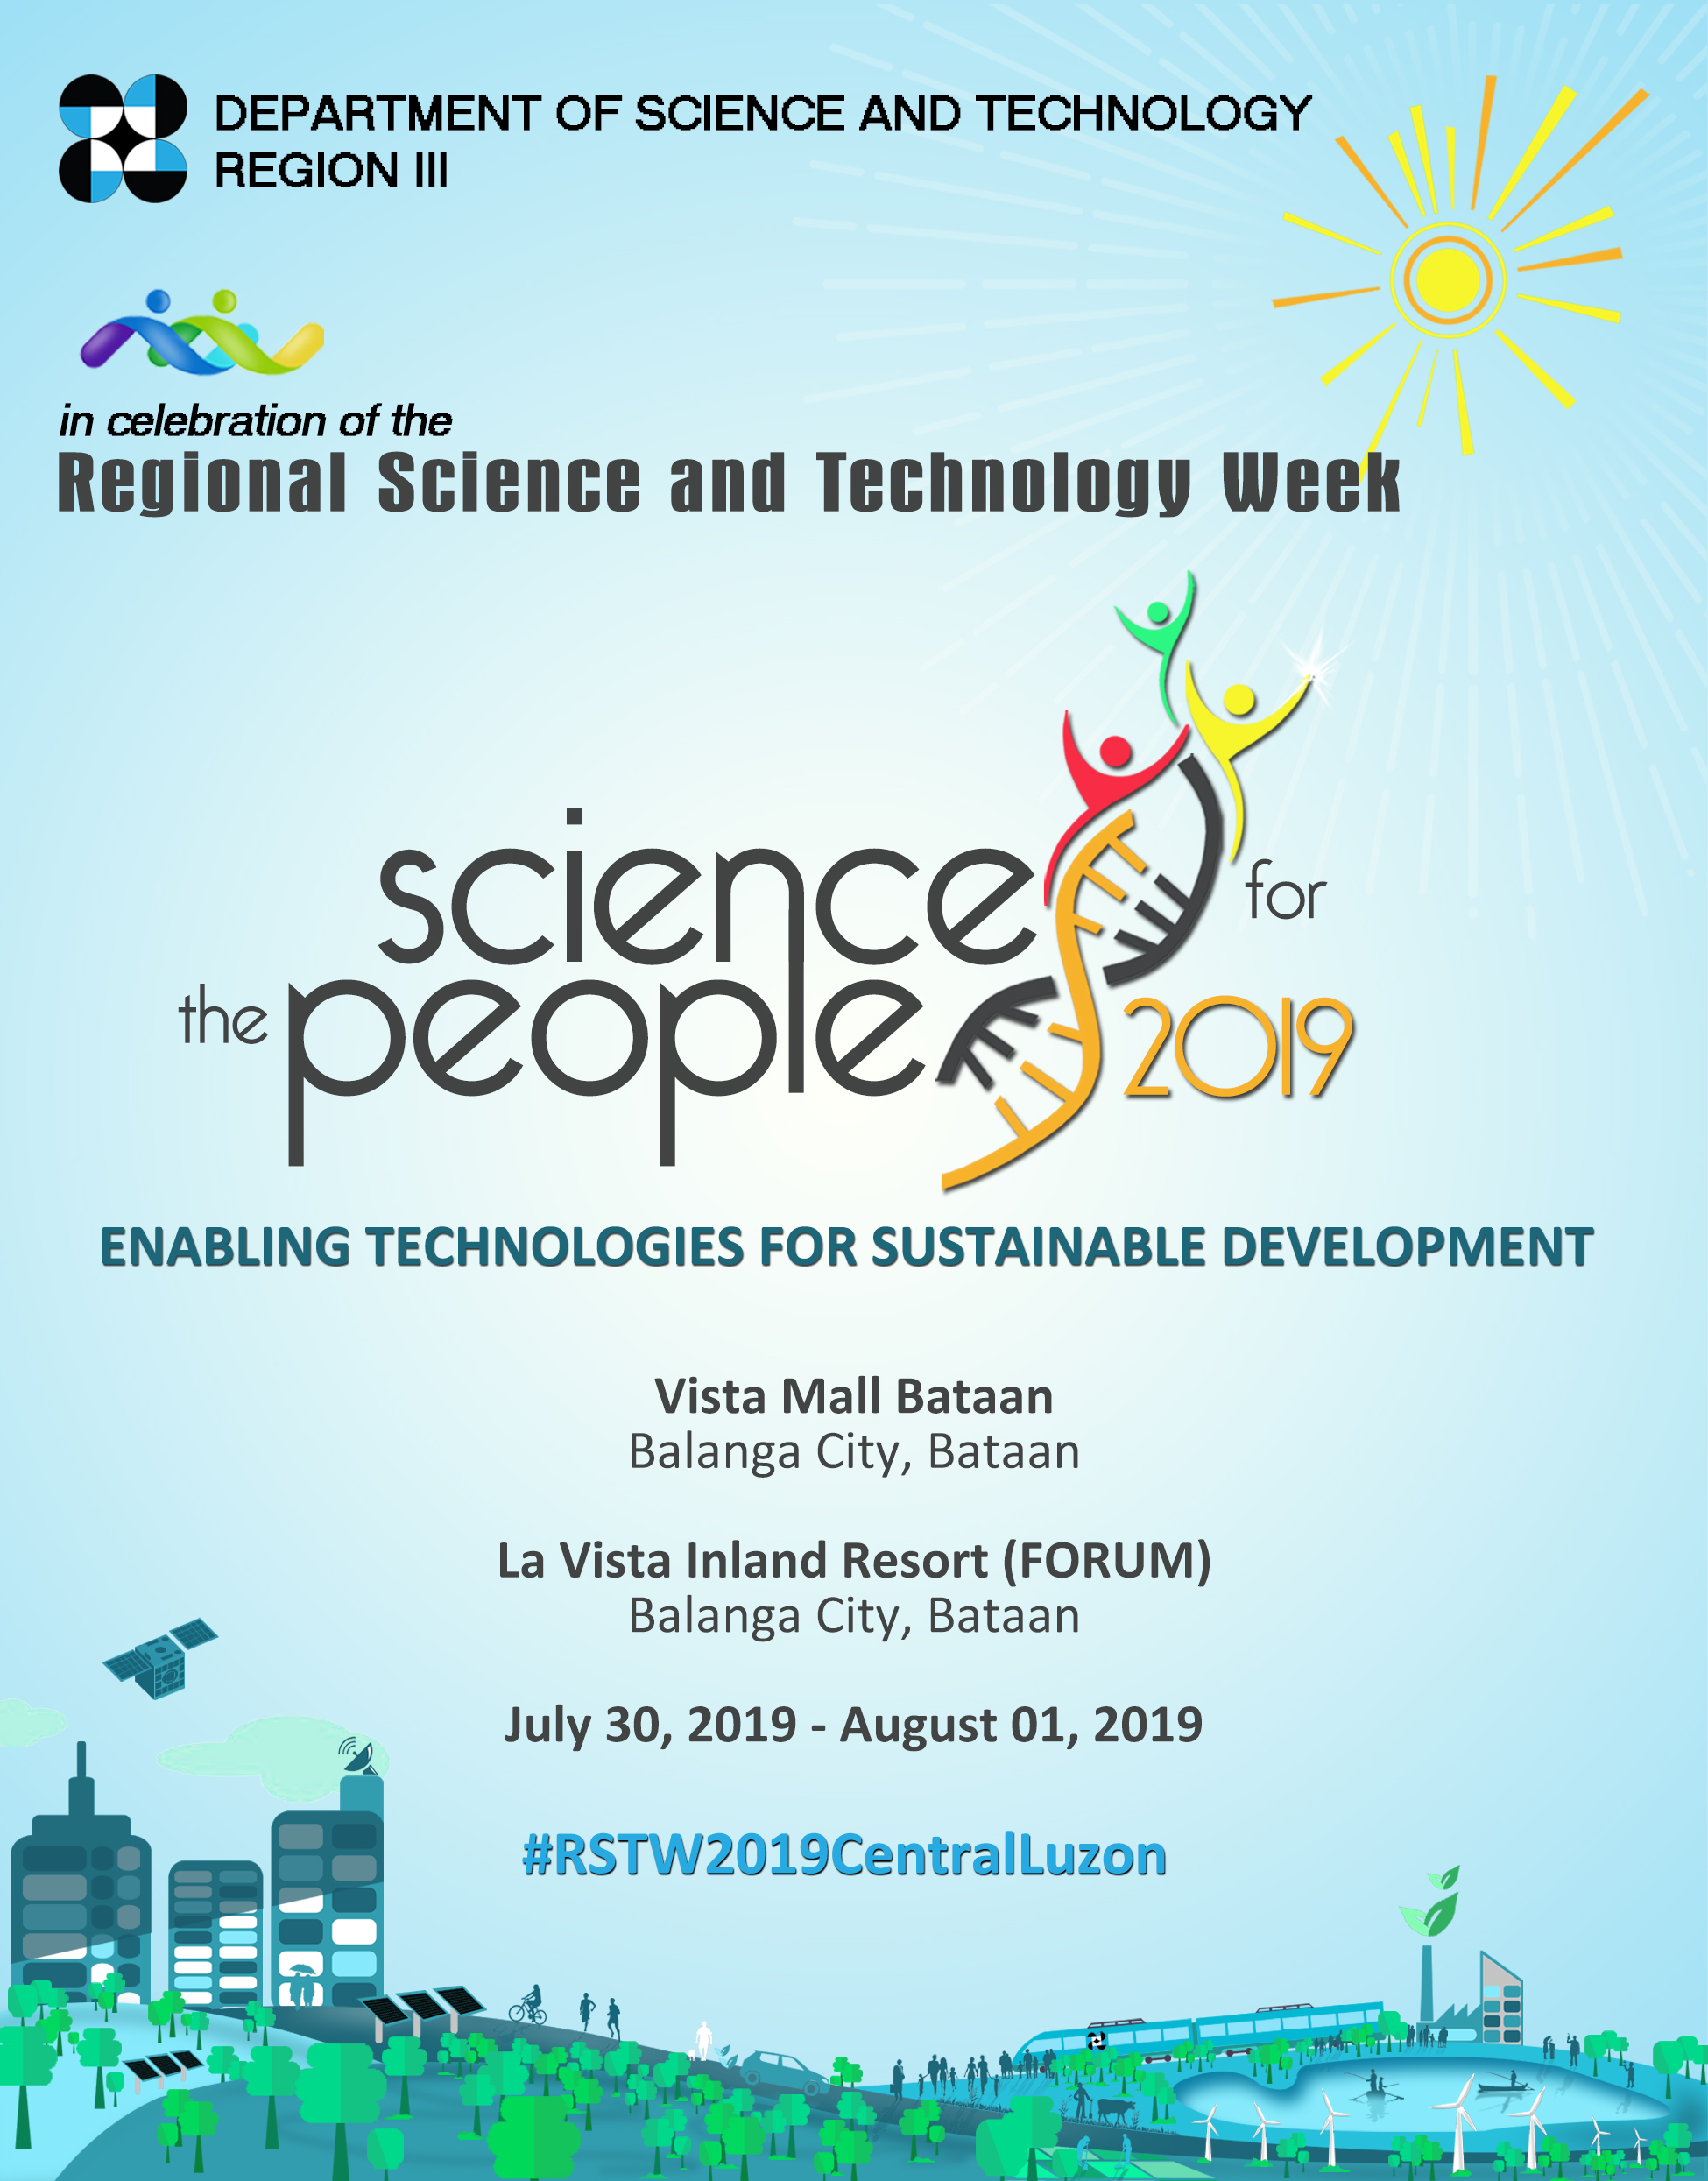 DEPARTMENT OF SCIENCE AND TECHNOLOGY
REGION III
in celebration of the
Regional Science and Technology Week
science for
the people 2019
ENABLING TECHNOLOGIES FOR SUSTAINABLE DEVELOPMENT
Vista Mall Bataan
Balanga City, Bataan
La Vista Inland Resort (FORUM)
Balanga City, Bataan
July 30, 2019 - August 01, 2019
#RSTW2019CentralLuzon